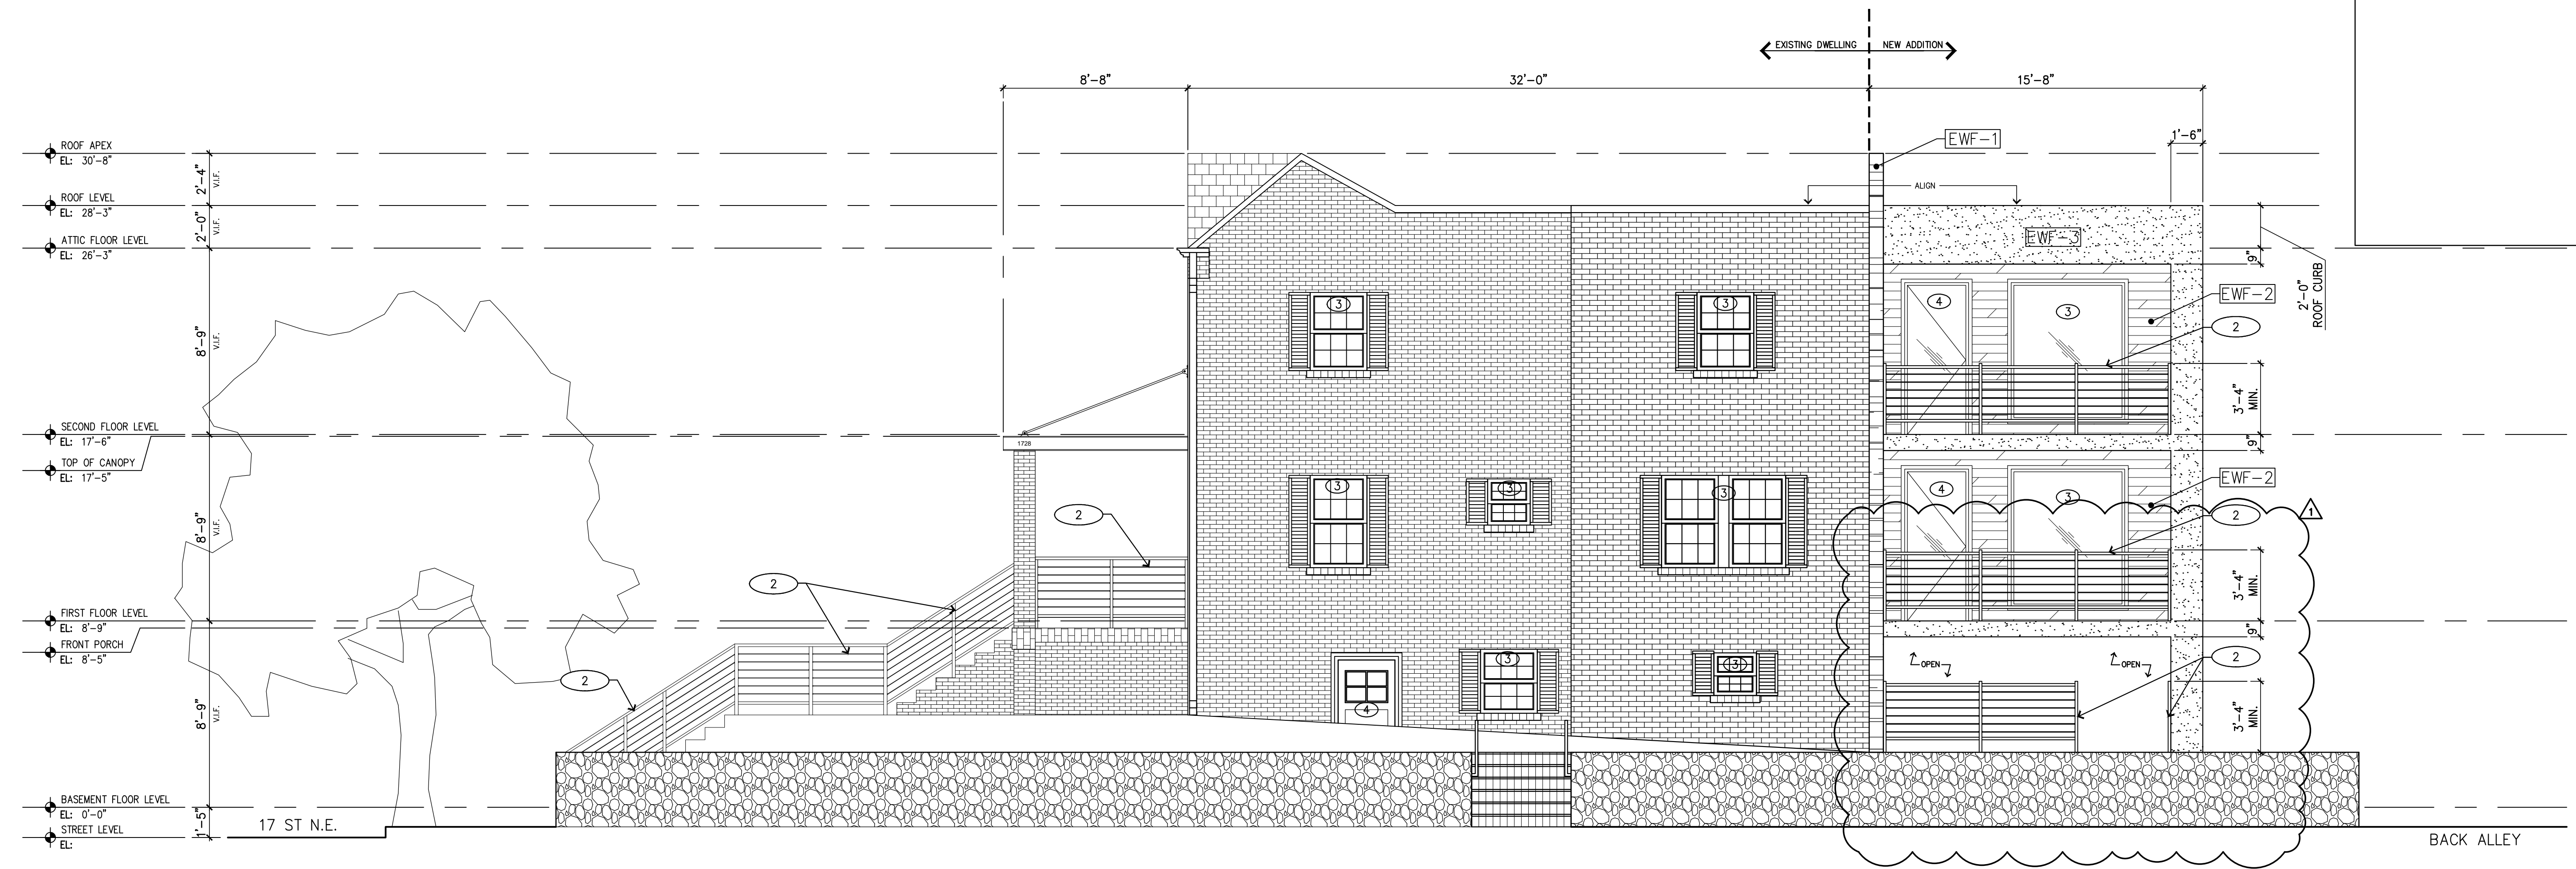 EXISTING DWELLING
NEW ADDITION
8'-8"
32'-0"
15'-8"
EWF-1
1'-6"
ROOF APEX
EL: 30'-8"
2'-4"
V.I.F.
ROOF LEVEL
EL: 28'-3"
ALIGN
2'-0"
V.I.F.
ATTIC FLOOR LEVEL
EL: 26'-3"
EWF-3
9"
2'-0"
ROOF CURB
3
3
4
3
EWF-2
2
8'-9"
V.I.F.
3'-4"
MIN.
SECOND FLOOR LEVEL
EL: 17'-6"
1728
9"
TOP OF CANOPY
EL: 17'-5"
3
3
3
4
3
EWF-2
2
1
2
8'-9"
V.I.F.
2
3'-4"
MIN.
FIRST FLOOR LEVEL
EL: 8'-9"
9"
FRONT PORCH
EL: 8'-5"
2
3
3
OPEN
OPEN
2
4
8'-9"
V.I.F.
3'-4"
MIN.
BASEMENT FLOOR LEVEL
EL: 0'-0"
1'-5"
STREET LEVEL
EL:
17 ST N.E.
BACK ALLEY